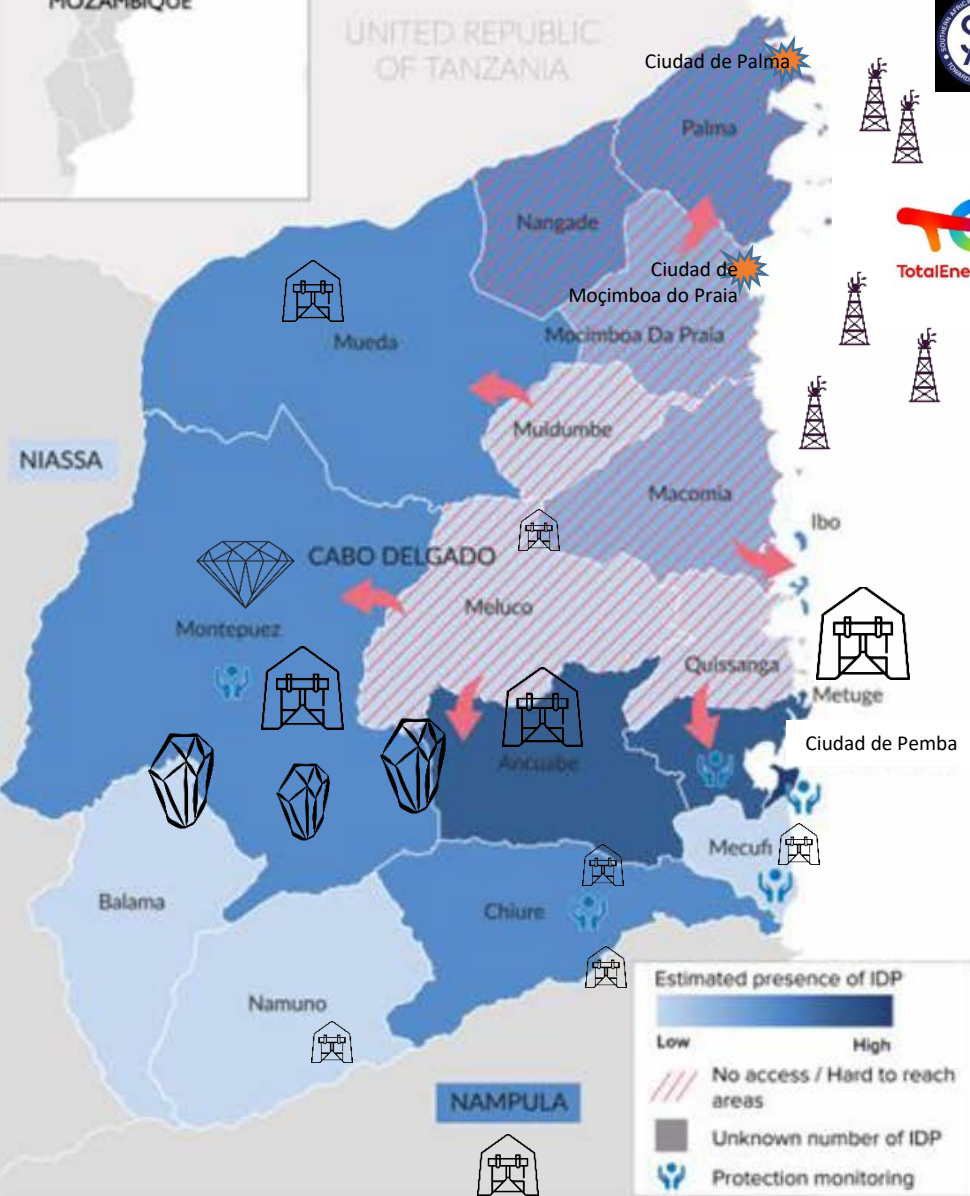 MOZAMBIQUE
UNITED REPUBLIC
OF TANZANIA
SOUTHERN AFRIC
TOWARD
Ciudad de Palma
Palma
Nangade
TotalEne
Ciudad de
Moçimboa do Praia
Mueda
Mocimboa Da Praia
Muidumbe
NIASSA
Macomia
Ibo
CABO DELGADO
Meluco
Montepuez
Quissanga
Metuge
Ciudad de Pemba
Ancuabe
Mecufi
Balama
Chiure
Namuno
NAMPULA
Estimated presence of IDP
Low High
No access / Hard to reach
areas
Unknown number of IDP
Protection monitoring